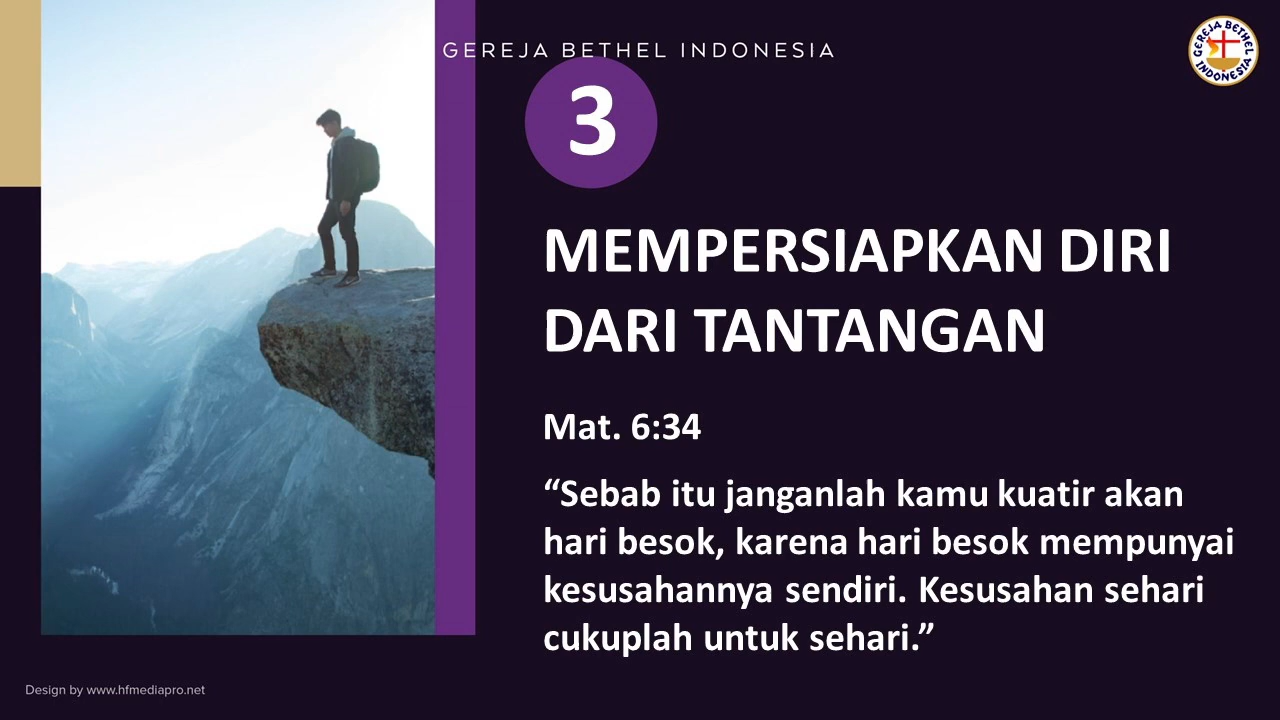 GEREJA BETHEL INDONESIA
GEREJA BETHEL
INDONESIA
3
MEMPERSIAPKAN DIRI
DARI TANTANGAN
Mat. 6:34
“Sebab itu janganlah kamu kuatir akan
hari besok, karena hari besok mempunyai
kesusahannya sendiri. Kesusahan sehari
cukuplah untuk sehari.”
Design by www.hfmediapro.net